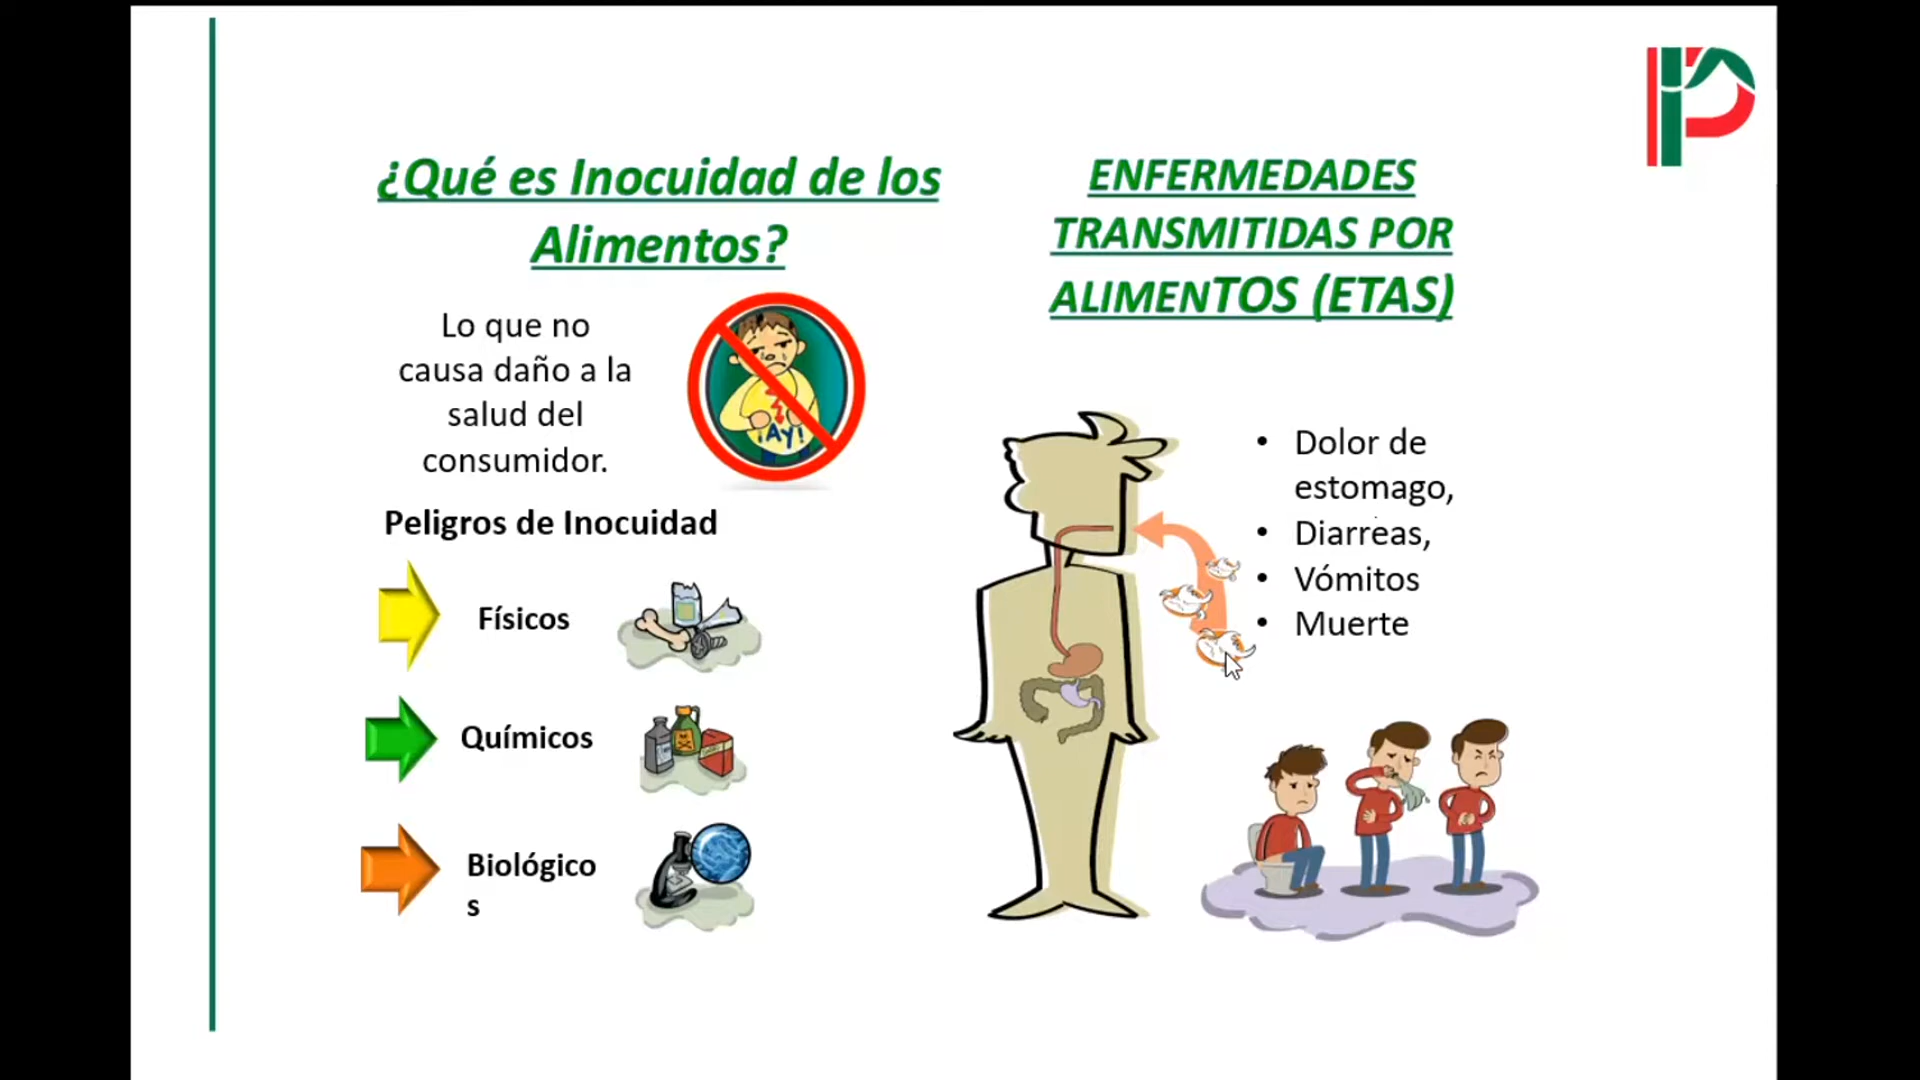 ¿Qué es Inocuidad de los
Alimentos?
Lo que no
causa daño a la
salud del
consumidor.
¡AY!
Peligros de Inocuidad
Físicos
Químicos
Biológico
s
ENFERMEDADES
TRANSMITIDAS POR
ALIMENTOS (ETAS)
• Dolor de
estomago,
• Diarreas,
• Vómitos
• Muerte